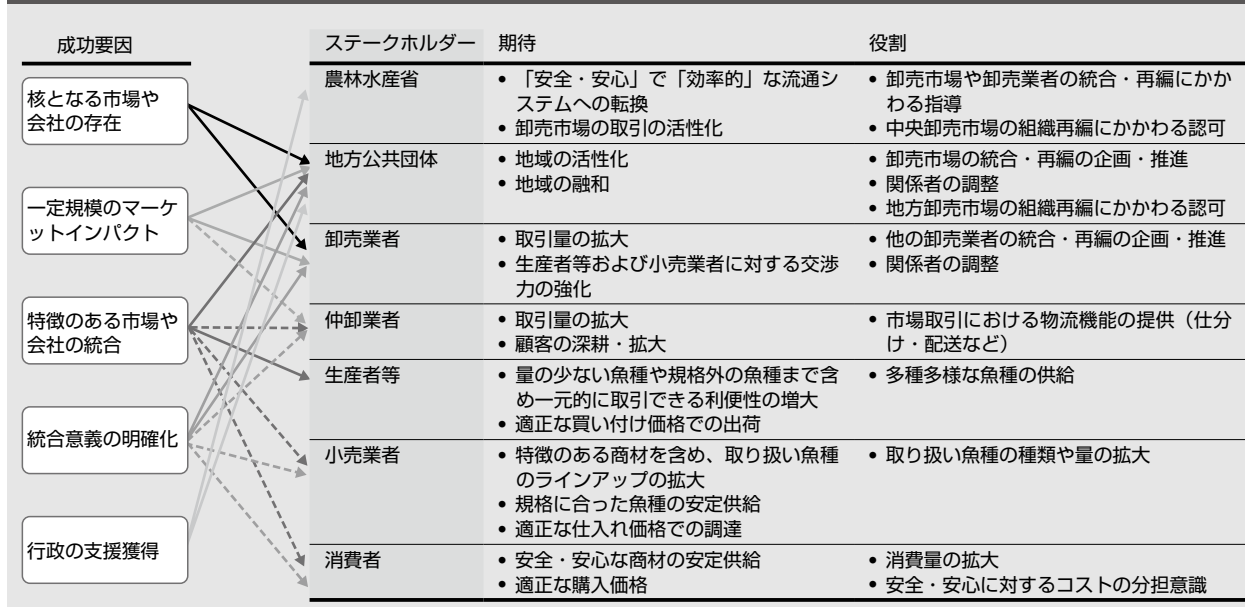 成功要因
核となる市場や
会社の存在
一定規模のマーケ
ットインパクト
特徴のある市場や
会社の統合
統合意義の明確化
行政の支援獲得
ステークホルダー 期待 役割
農林水産省
• 「安全・安心」で「効率的」な流通シ
ステムへの転換
• 卸売市場の取引の活性化
• 卸売市場や卸売業者の統合・再編にかか
わる指導
• 中央卸売市場の組織再編にかかわる認可
地方公共団体
• 地域の活性化
• 地域の融和
• 卸売市場の統合・再編の企画・推進
• 関係者の調整
• 地方卸売市場の組織再編にかかわる認可
卸売業者
• 取引量の拡大
• 生産者等および小売業者に対する交渉
力の強化
• 他の卸売業者の統合・再編の企画・推進
• 関係者の調整
仲卸業者
• 取引量の拡大
• 顧客の深耕・拡大
• 市場取引における物流機能の提供（仕分
け・配送など）
生産者等
• 量の少ない魚種や規格外の魚種まで含
め一元的に取引できる利便性の増大
• 適正な買い付け価格での出荷
• 多種多様な魚種の供給
小売業者
• 特徴のある商材を含め、取り扱い魚種
のラインアップの拡大
• 規格に合った魚種の安定供給
• 適正な仕入れ価格での調達
• 取り扱い魚種の種類や量の拡大
消費者
• 安全・安心な商材の安定供給
• 適正な購入価格
• 消費量の拡大
• 安全・安心に対するコストの分担意識